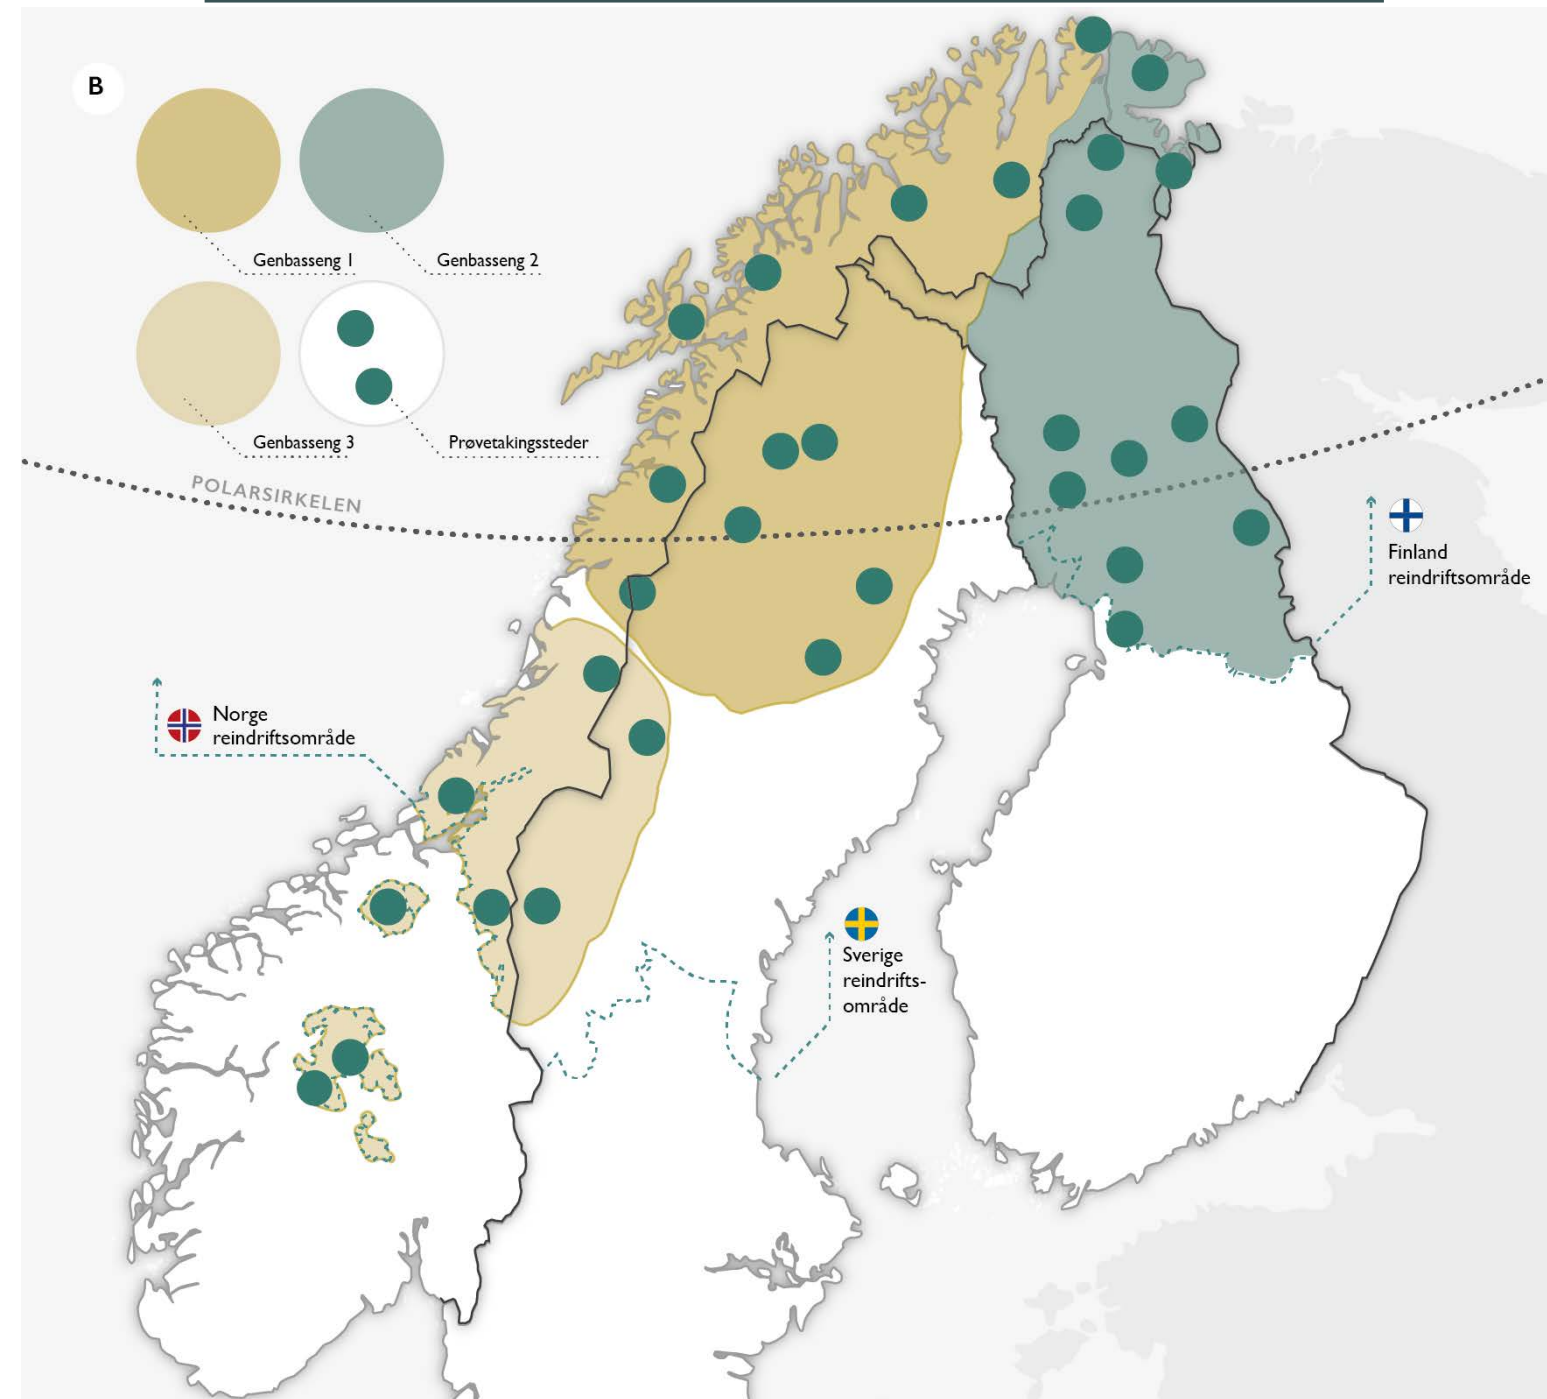 B
Genbasseng 1
Genbasseng 2
Genbasseng 3
Prøvetakingssteder
POLARSIRKELEN
Finland
reindriftsområde
Norge
reindriftsområde
Sverige
reindrifts-
område